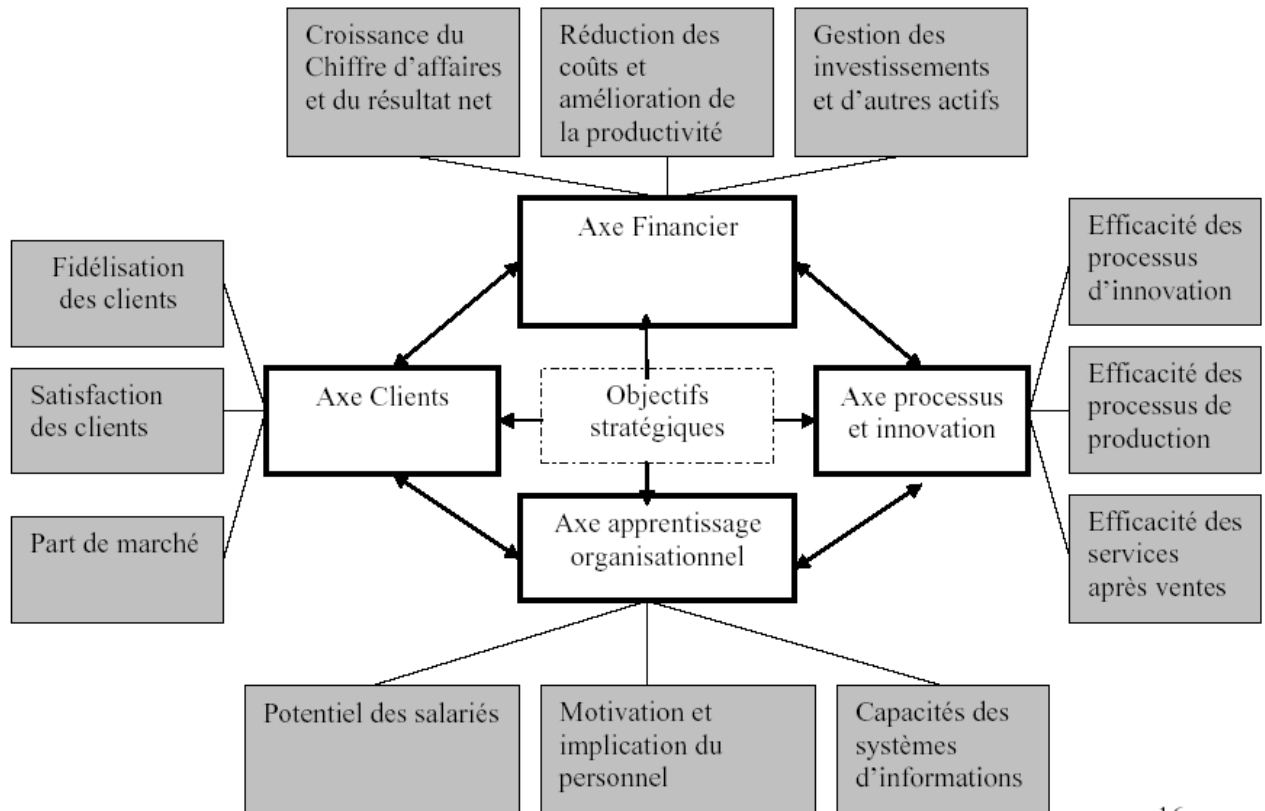 Croissance du
Chiffre d’affaires
et du résultat net
Réduction des
coûts et
amélioration de
la productivité
Gestion des
investissements
et d’autres actifs
Axe Financier
Fidélisation
des clients
Satisfaction
des clients
Part de marché
Axe Clients
Objectifs
stratégiques
Axe processus
et innovation
Efficacité des
processus
d’innovation
Efficacité des
processus de
production
Efficacité des
services
après ventes
Axe apprentissage
organisationnel
Potentiel des salariés
Motivation et
implication du
personnel
Capacités des
systèmes
d’informations